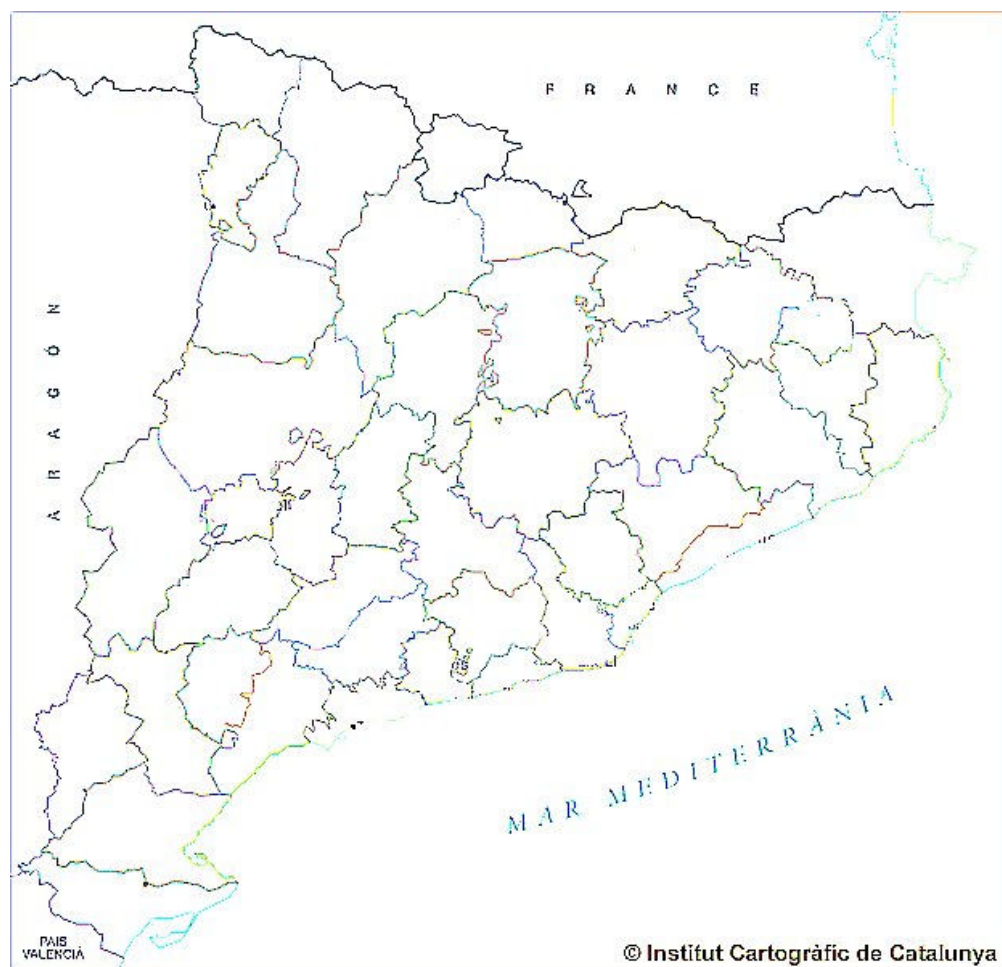 FRANCE
ARAGÓN
MAR MEDITERRÀNIA
PAIS
VALENCIÀ
© Institut Cartogràfic de Catalunya